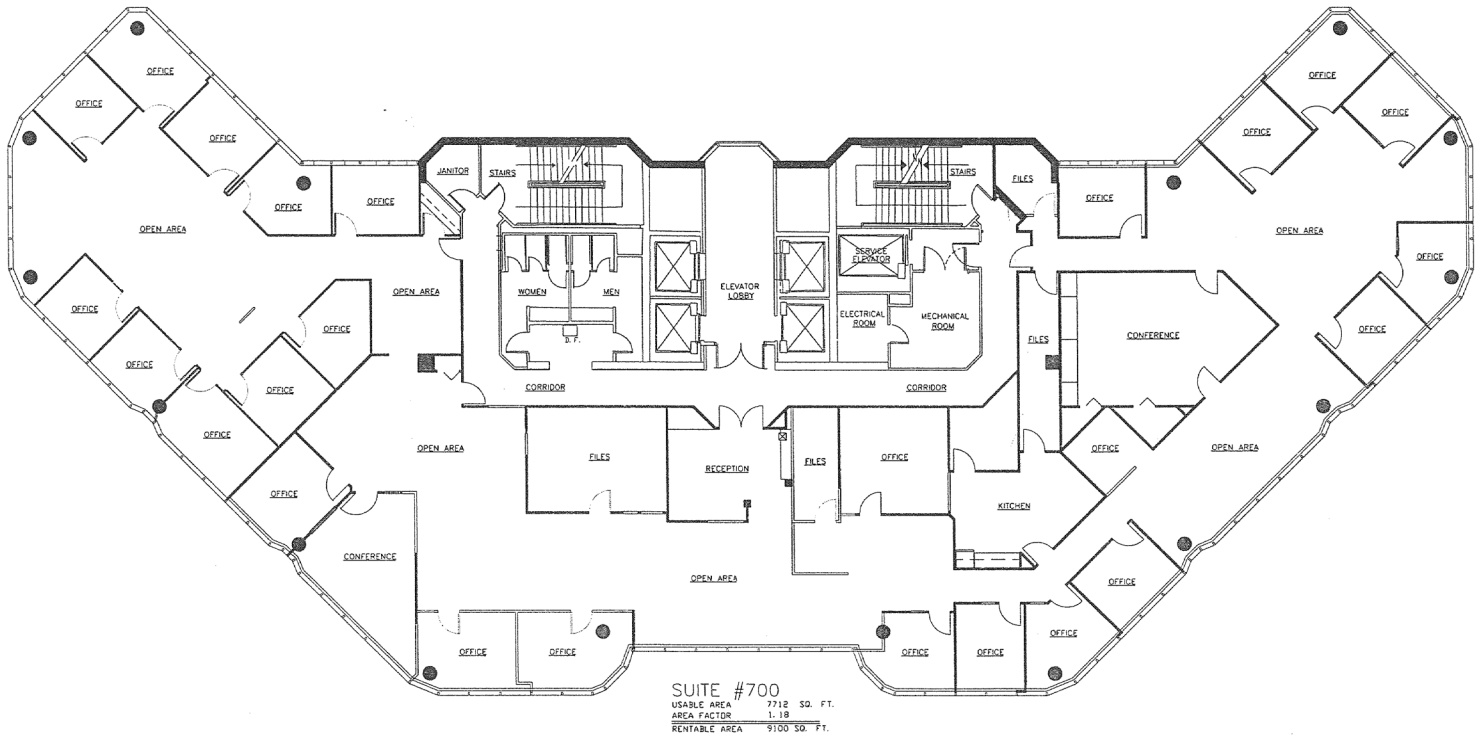 OFFICE
OFFICE
OFFICE
OFFICE
OFFICE
OPEN AREA
OFFICE
OFFICE
OFFICE
OFFICE
OFFICE
OPEN AREA
OFFICE
CONFERENCE
OPEN AREA
JANITOR
STAIRS
WOMEN
MEN
D. F.
ELEVATOR
LOBBY
STAIRS
FILES
SERVICE
ELEVATOR
ELECTRICAL
ROOM
MECHANICAL
ROOM
CORRIDOR
CORRIDOR
FILES
RECEPTION
FILES
OFFICE
FILES
KITCHEN
OFFICE
CONFERENCE
OFFICE
OFFICE
OFFICE
OFFICE
OPEN AREA
OFFICE
OFFICE
OPEN AREA
OFFICE
OFFICE
OFFICE
OFFICE
OPEN AREA
OFFICE
OFFICE
SUITE #700
USABLE AREA 7712 SQ. FT.
AREA FACTOR 1.18
RENTABLE AREA 9100 SQ. FT.